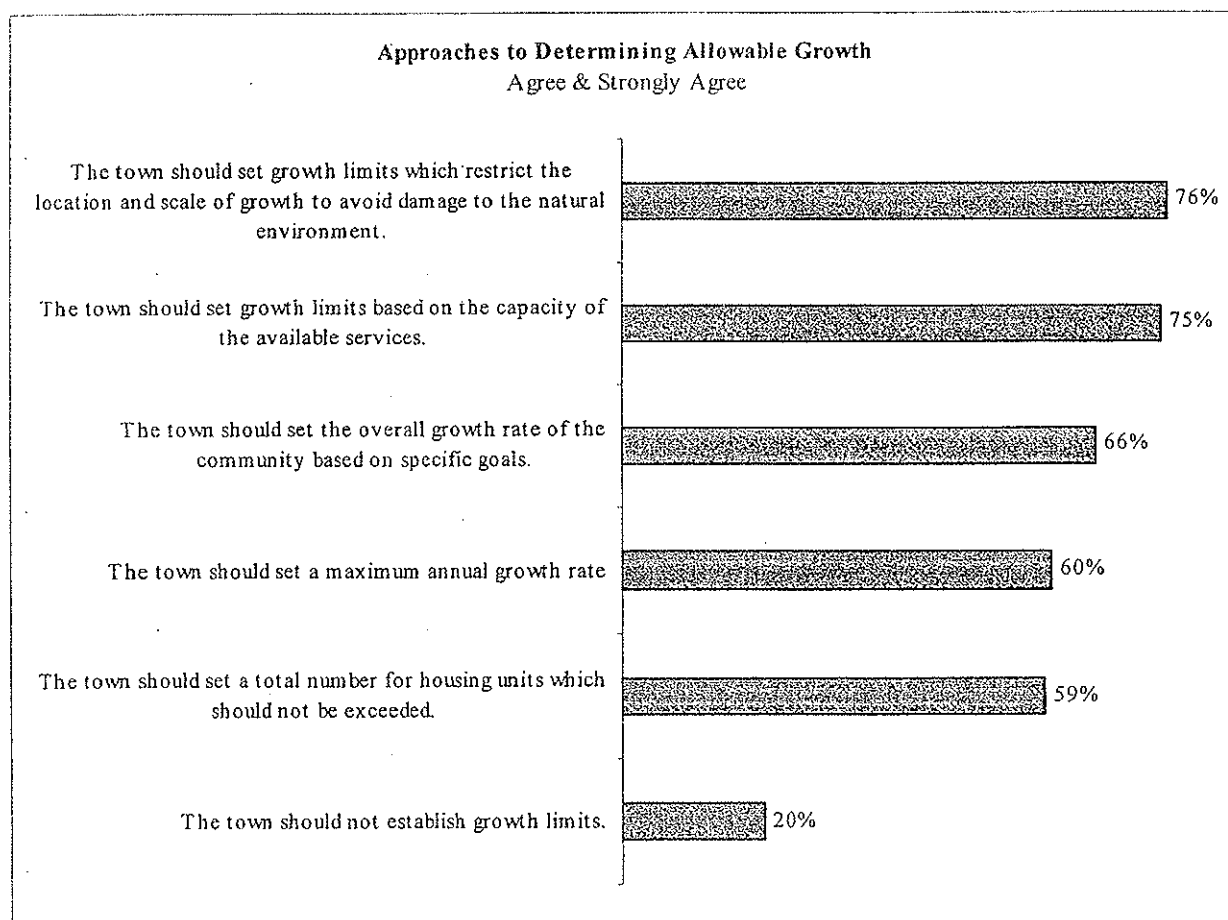 Approaches to Determining Allowable Growth
Agree & Strongly Agree
The town should set growth limits which restrict the
location and scale of growth to avoid damage to the natural
environment.
76%
The town should set growth limits based on the capacity of
the available services.
75%
The town should set the overall growth rate of the
community based on specific goals.
66%
The town should set a maximum annual growth rate
60%
The town should set a total number for housing units which
should not be exceeded.
59%
The town should not establish growth limits.
20%